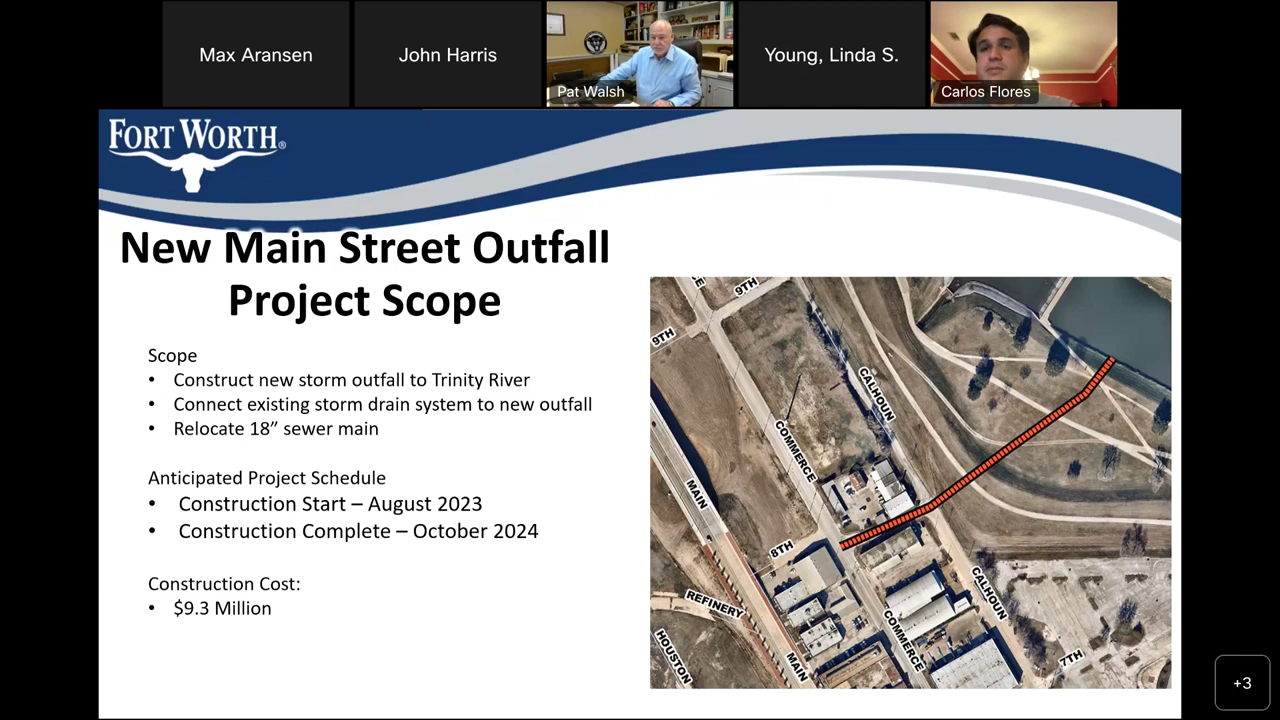 Max Aransen
John Harris
Pat Walsh
Young, Linda S.
Carlos Flores
FORT WORTH®
New Main Street Outfall
Project Scope
Scope
• Construct new storm outfall to Trinity River
• Connect existing storm drain system to new outfall
• Relocate 18” sewer main
Anticipated Project Schedule
• Construction Start – August 2023
• Construction Complete – October 2024
Construction Cost:
• $9.3 Million
9TH
9TH
CALHOUN
COMMERCE
MAIN
8TH
REFINERY
HOUSTON
MAIN
COMMERCE
CALHOUN
7TH
+3